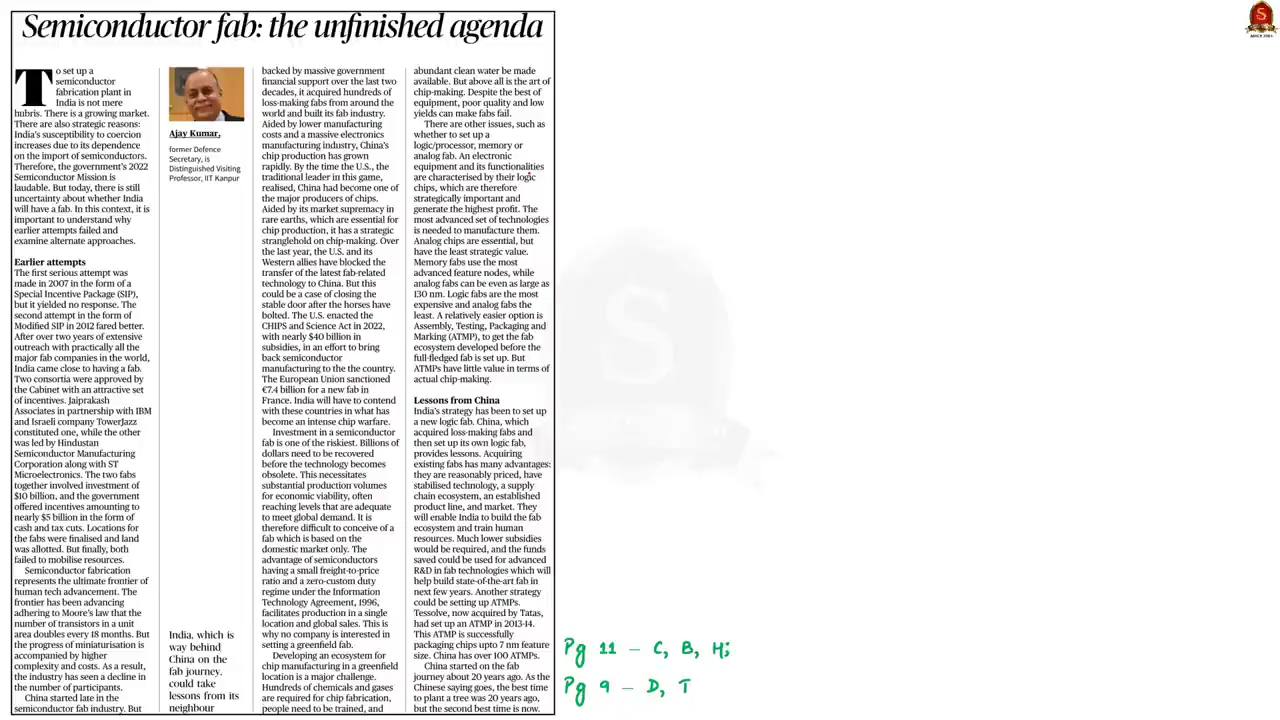 Semiconductor fab: the unfinished agenda
To set up a
semiconductor
fabrication plant in
India is not mere
hubris. There is a growing market.
There are also strategic reasons:
India's susceptibility to coercion
increases due to its dependence
on the import of semiconductors.
Therefore, the government's 2022
Semiconductor Mission is
laudable. But today, there is still
uncertainty about whether India
will have a fab. In this context, it is
important to understand why
earlier attempts failed and
examine alternate approaches.
Earlier attempts
The first serious attempt was
made in 2007 in the form of a
Special Incentive Package (SIP),
but it yielded no response. The
second attempt in the form of
Modified SIP in 2012 fared better.
After over two years of extensive
outreach with practically all the
major fab companies in the world,
India came close to having a fab.
Two consortia were approved by
the Cabinet with an attractive set
of incentives. Jaiprakash
Associates in partnership with IBM
and Israeli company TowerJazz
constituted one, while the other
was led by Hindustan
Semiconductor Manufacturing
Corporation along with ST
Microelectronics. The two fabs
together involved investment of
$10 billion, and the government
offered incentives amounting to
nearly $5 billion in the form of
cash and tax cuts. Locations for
the fabs were finalised and land
was allotted. But finally, both
failed to mobilise resources.
Semiconductor fabrication
represents the ultimate frontier of
human tech advancement. The
frontier has been advancing
adhering to Moore's law that the
number of transistors in a unit
area doubles every 18 months. But
the progress of miniaturisation is
accompanied by higher
complexity and costs. As a result,
the industry has seen a decline in
the number of participants.
China started late in the
semiconductor fab industry. But
Ajay Kumar,
former Defence
Secretary, is
Distinguished Visiting
Professor, IIT Kanpur
India, which is
way behind
China on the
fab journey,
could take
lessons from its
neighbour
backed by massive government
financial support over the last two
decades, it acquired hundreds of
loss-making fabs from around the
world and built its fab industry.
Aided by lower manufacturing
costs and a massive electronics
manufacturing industry, China's
chip production has grown
rapidly. By the time the U.S., the
traditional leader in this game,
realised, China had become one of
the major producers of chips.
Aided by its market supremacy in
rare earths, which are essential for
chip production, it has a strategic
stranglehold on chip-making. Over
the last year, the U.S. and its
Western allies have blocked the
transfer of the latest fab-related
technology to China. But this
could be a case of closing the
stable door after the horses have
bolted. The U.S. enacted the
CHIPS and Science Act in 2022,
with nearly $40 billion in
subsidies, in an effort to bring
back semiconductor
manufacturing to the the country.
The European Union sanctioned
€7.4 billion for a new fab in
France. India will have to contend
with these countries in what has
become an intense chip warfare.
Investment in a semiconductor
fab is one of the riskiest. Billions of
dollars need to be recovered
before the technology becomes
obsolete. This necessitates
substantial production volumes
for economic viability, often
reaching levels that are adequate
to meet global demand. It is
therefore difficult to conceive of a
fab which is based on the
domestic market only. The
advantage of semiconductors
having a small freight-to-price
ratio and a zero-custom duty
regime under the Information
Technology Agreement, 1996,
facilitates production in a single
location and global sales. This is
why no company is interested in
setting a greenfield fab.
Developing an ecosystem for
chip manufacturing in a greenfield
location is a major challenge.
Hundreds of chemicals and gases
are required for chip fabrication,
people need to be trained, and
abundant clean water be made
available. But above all is the art of
chip-making. Despite the best of
equipment, poor quality and low
yields can make fabs fail.
There are other issues, such as
whether to set up a
logic/processor, memory or
analog fab. An electronic
equipment and its functionalities
are characterised by their logic
chips, which are therefore
strategically important and
generate the highest profit. The
most advanced set of technologies
is needed to manufacture them.
Analog chips are essential, but
have the least strategic value.
Memory fabs use the most
advanced feature nodes, while
analog fabs can be even as large as
130 nm. Logic fabs are the most
expensive and analog fabs the
least. A relatively easier option is
Assembly, Testing, Packaging and
Marking (ATMP), to get the fab
ecosystem developed before the
full-fledged fab is set up. But
ATMPs have little value in terms of
actual chip-making.
Lessons from China
India's strategy has been to set up
a new logic fab. China, which
acquired loss-making fabs and
then set up its own logic fab,
provides lessons. Acquiring
existing fabs has many advantages:
they are reasonably priced, have
stabilised technology, a supply
chain ecosystem, an established
product line, and market. They
will enable India to build the fab
ecosystem and train human
resources. Much lower subsidies
would be required, and the funds
saved could be used for advanced
R&D in fab technologies which will
help build state-of-the-art fab in
next few years. Another strategy
could be setting up ATMPs.
Tessolve, now acquired by Tatas,
had set up an ATMP in 2013-14.
This ATMP is successfully
packaging chips upto 7 nm feature
size. China has over 100 ATMPs.
China started on the fab
journey about 20 years ago. As the
Chinese saying goes, the best time
to plant a tree was 20 years ago,
but the second best time is now.
Pg 11 – C, B, H;
Pg 9 – D, T
S